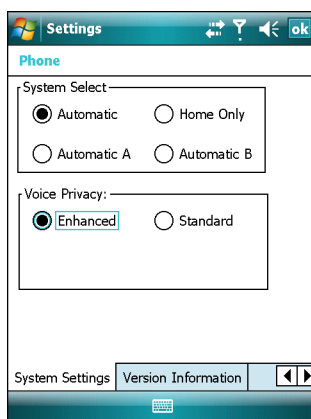 Settings ok
Phone
System Select
Automatic Home Only
Automatic A Automatic B
Voice Privacy:
Enhanced Standard
System Settings Version Information